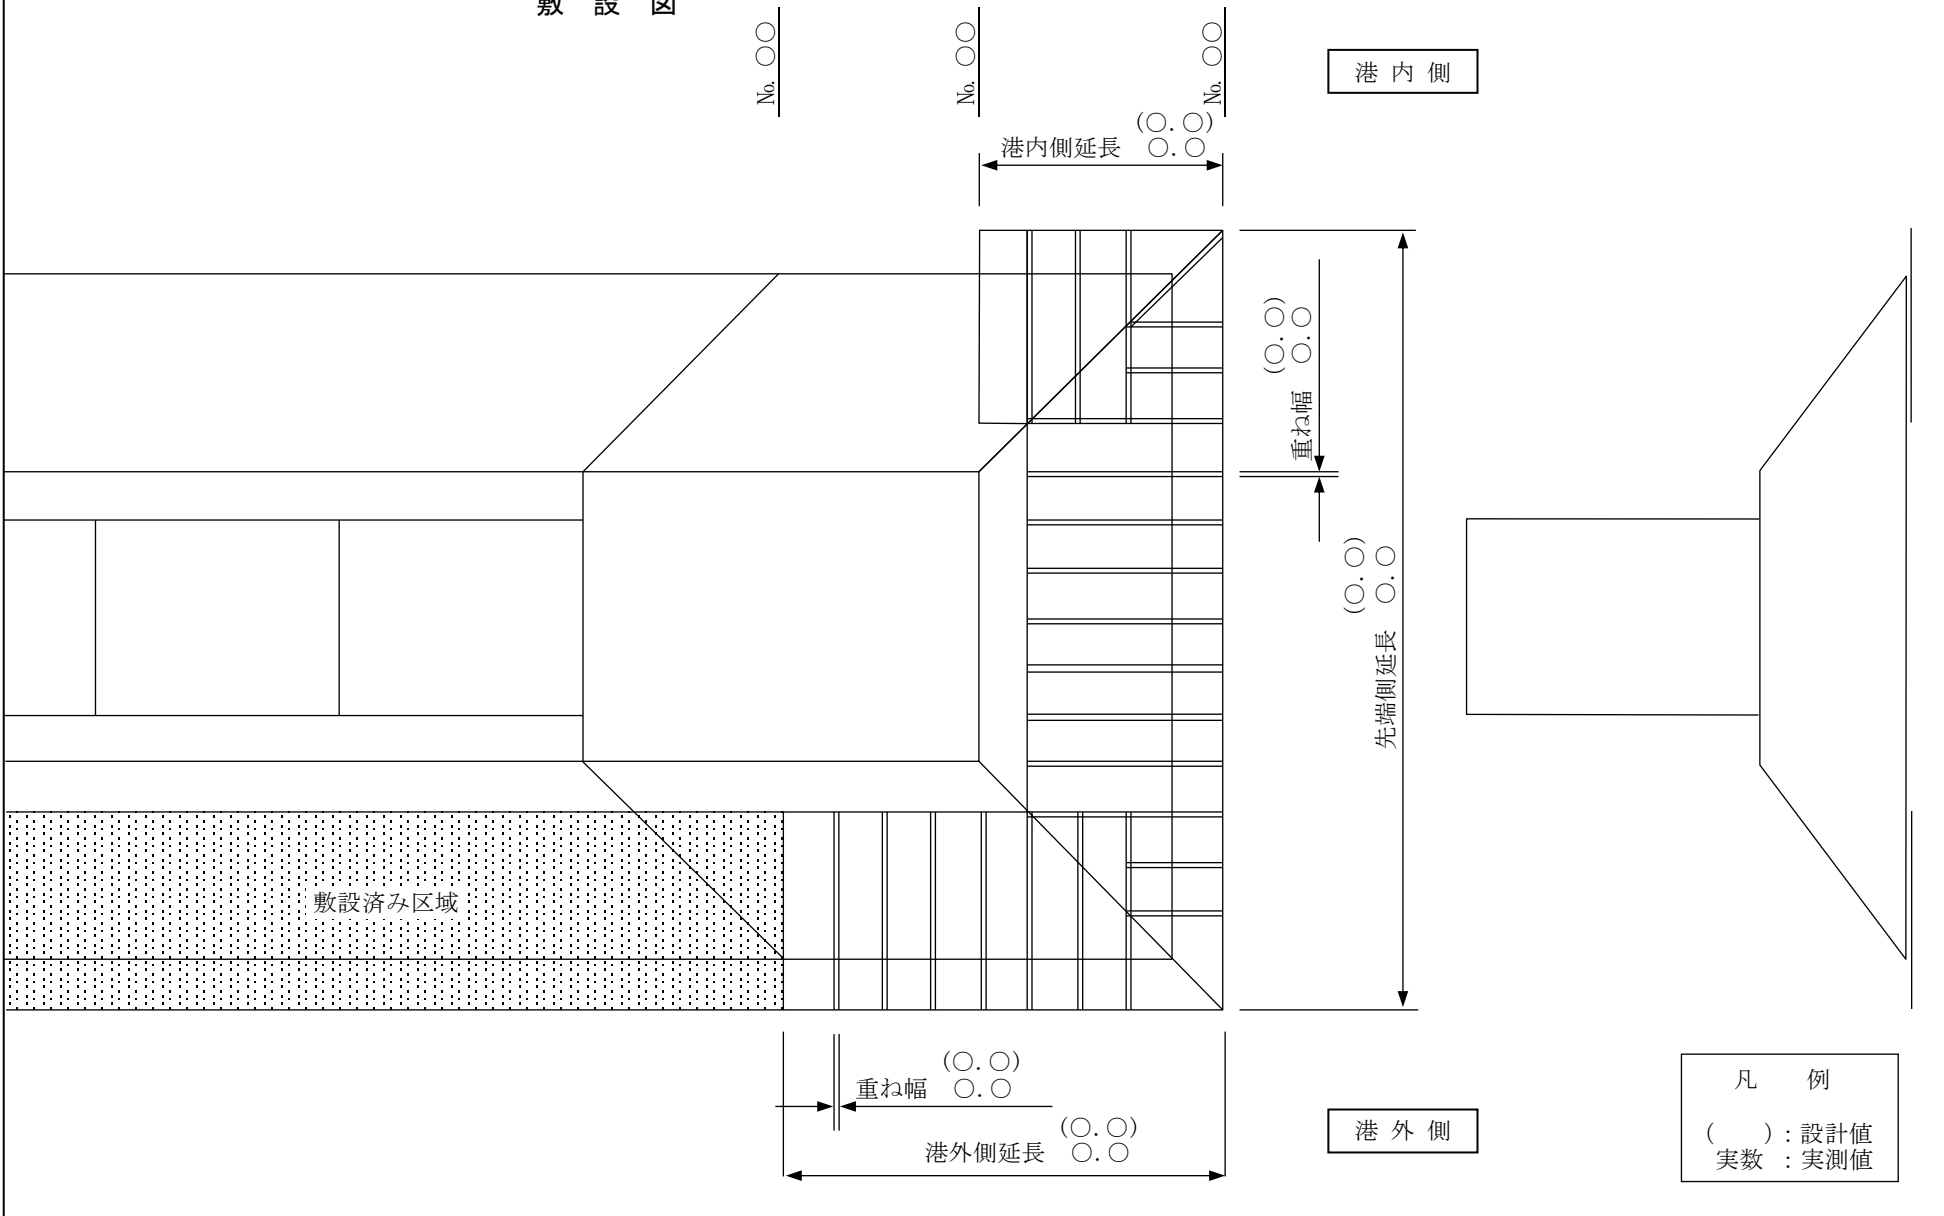 敷 設 図
No. ○○
No. ○○
No. ○○
港 内 側
(○. ○)
港内側延長 ○. ○
(○. ○)
重ね幅 ○. ○
(○. ○)
先端側延長 ○. ○
敷設済み区域
(○. ○)
重ね幅 ○. ○
(○. ○)
港外側延長 ○. ○
港 外 側
凡 例
( ) : 設計値
実数 : 実測値